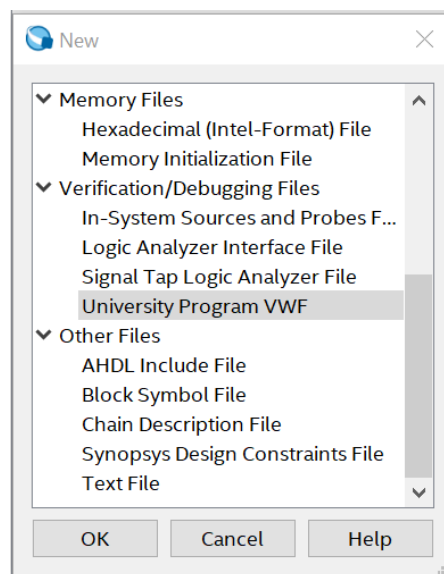 New
Memory Files
Hexadecimal (Intel-Format) File
Memory Initialization File
Verification/Debugging Files
In-System Sources and Probes F...
Logic Analyzer Interface File
Signal Tap Logic Analyzer File
University Program VWF
Other Files
AHDL Include File
Block Symbol File
Chain Description File
Synopsys Design Constraints File
Text File
OK Cancel Help